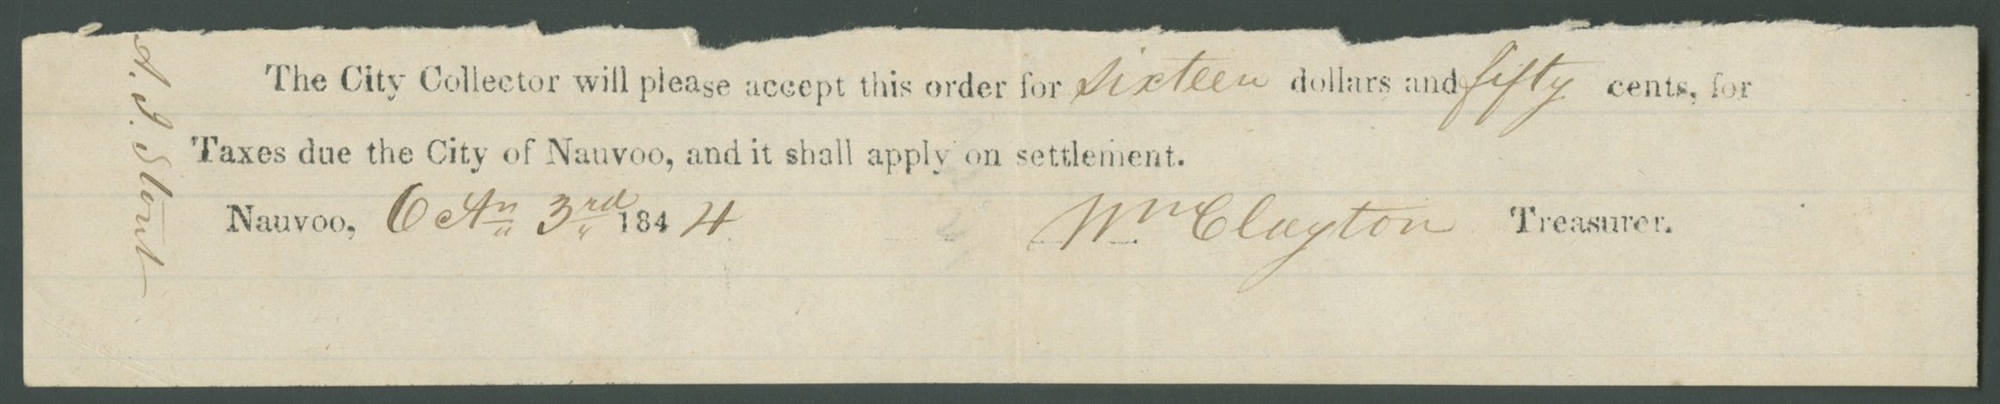 The City Collector will please accept this order for sixteen dollars and fifty cents, for
Taxes due the City of Nauvoo, and it shall apply on settlement.
Nauvoo, 3rd 1844 Wm Clayton Treasurer.